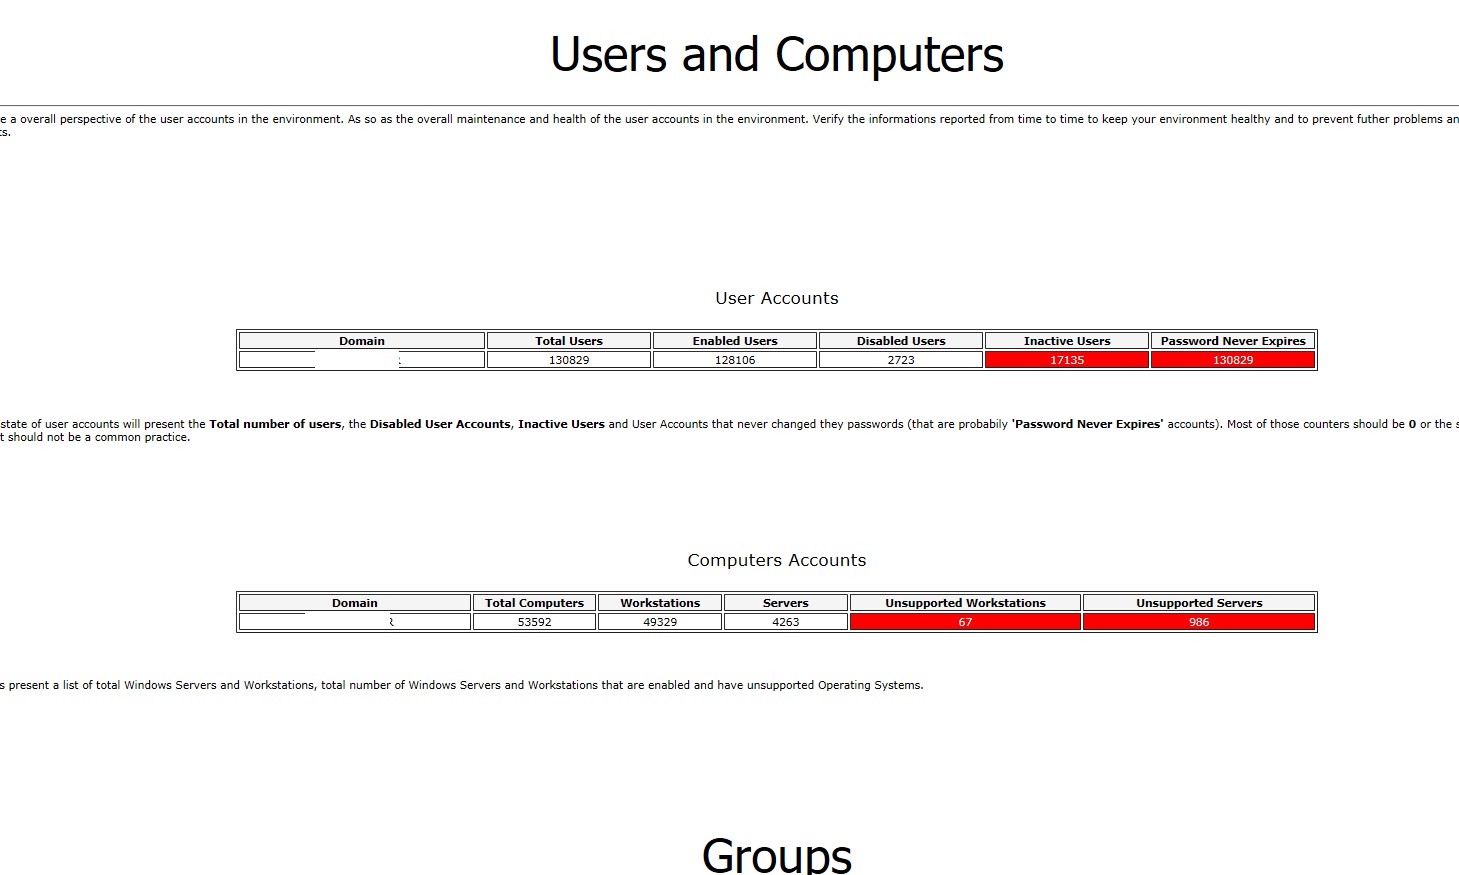 Users and Computers
e a overall perspective of the user accounts in the environment. As so as the overall maintenance and health of the user accounts in the environment. Verify the informations reported from time to time to keep your environment healthy and to prevent futher problems an
ts.
User Accounts
Domain Total Users Enabled Users Disabled Users Inactive Users Password Never Expires
130829 128106 2723 17135 130829
state of user accounts will present the Total number of users, the Disabled User Accounts, Inactive Users and User Accounts that never changed they passwords (that are probabily 'Password Never Expires' accounts). Most of those counters should be 0 or the s
t should not be a common practice.
Computers Accounts
Domain Total Computers Workstations Servers Unsupported Workstations Unsupported Servers
53592 49329 4263 67 986
s present a list of total Windows Servers and Workstations, total number of Windows Servers and Workstations that are enabled and have unsupported Operating Systems.
Groups